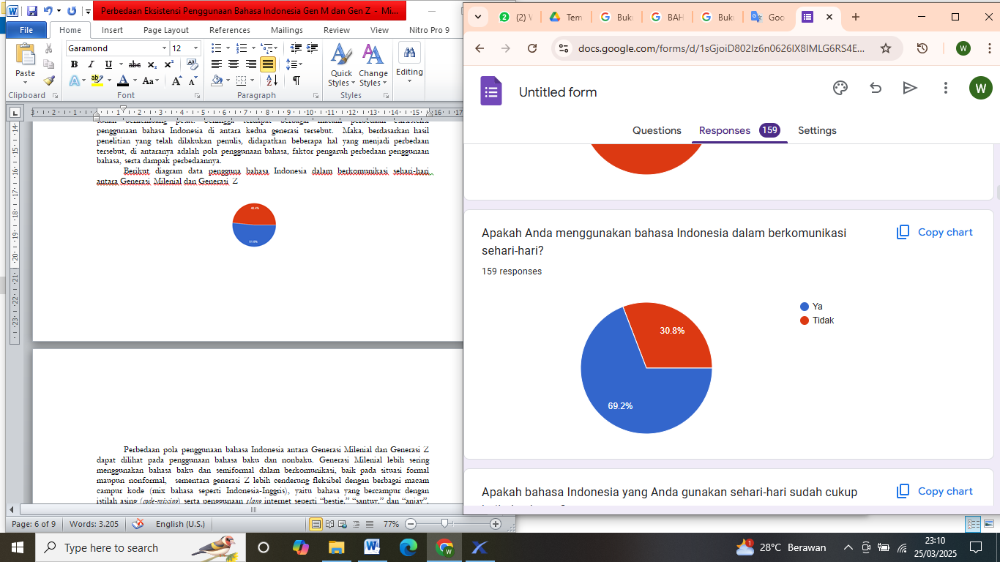 Perbedaan Eksistensi Penggunaan Bahasa Indonesia Gen M dan Gen Z - Mi...
File Home Insert Page Layout References Mailings Review View Nitro Pro 9
Garamond 12
Paste
Quick Styles
Change Styles
Editing
Clipboard Font Paragraph Styles
penggunaan bahasa Indonesia di antara kedua generasi tersebut. Maka, berdasarkan hasil
penelitian yang telah dilakukan penulis, didapatkan beberapa hal yang menjadi perbedaan
tersebut, di antaranya adalah pola penggunaan bahasa, faktor pengaruh perbedaan penggunaan
bahasa, serta dampak perbedaannya.
Berikut diagram data pengguna bahasa Indonesia dalam berkomunikasi sehari-hari
antara Generasi Milenial dan Generasi Z
Perbedaan pola penggunaan bahasa Indonesia antara Generasi Milenial dan Generasi Z
dapat dilihat pada penggunaan bahasa baku dan nonbaku. Generasi Milenial lebih sering
menggunakan bahasa baku dan semiformal dalam berkomunikasi, baik pada situasi formal
maupun nonformal, sementara generasi Z lebih cenderung fleksibel dengan berbagai macam
campur kode (mix bahasa seperti Indonesia-Inggris), yaitu bahasa yang bercampur dengan
istilah asing (code-mixing) serta penggunaan slang internet seperti “bestie,” “santuy,” dan “anjay”,
Page: 6 of 9 Words: 3.205 English (U.S.) 77%
(2) Tem Buk BAH Buk Goo
docs.google.com/forms/d/1sGjoiD802Iz6n0626IX8IMLG6RS4E...
Untitled form
Questions Responses 159 Settings
Apakah Anda menggunakan bahasa Indonesia dalam berkomunikasi
sehari-hari?
Copy chart
159 responses
Ya
Tidak
30.8%
69.2%
Apakah bahasa Indonesia yang Anda gunakan sehari-hari sudah cukup
Copy chart
Type here to search
28°C Berawan
23:10
25/03/2025